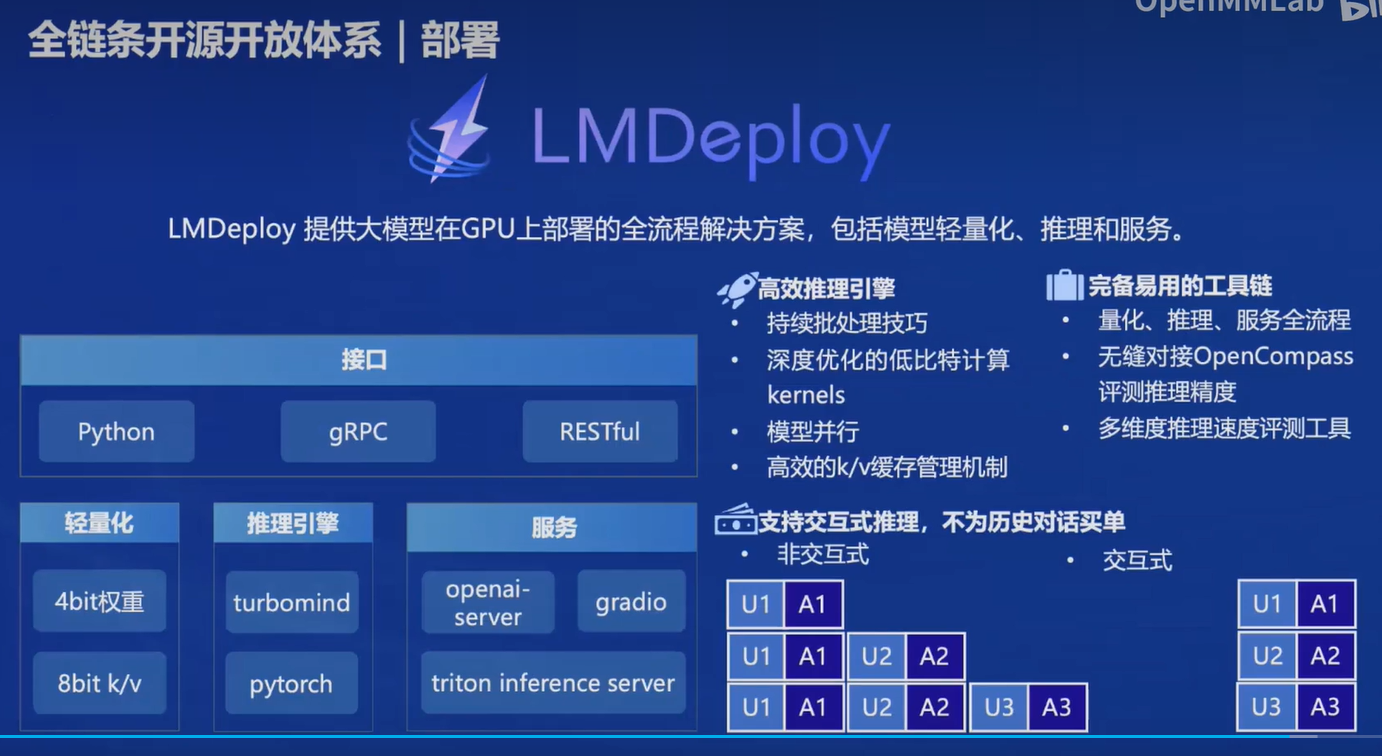 OpenMMLab
全链条开源开放体系 | 部署
LMDeploy
LMDeploy 提供大模型在GPU上部署的全流程解决方案，包括模型轻量化、推理和服务。
接口
Python
gRPC
RESTful
轻量化
4bit权重
8bit k/v
推理引擎
turbomind
pytorch
服务
openai-
server
gradio
triton inference server
高效推理引擎
• 持续批处理技巧
• 深度优化的低比特计算
kernels
• 模型并行
• 高效的k/v缓存管理机制
完备易用的工具链
• 量化、推理、服务全流程
• 无缝对接OpenCompass
评测推理精度
• 多维度推理速度评测工具
支持交互式推理，不为历史对话买单
• 非交互式
U1 A1
U1 A1 U2 A2
U1 A1 U2 A2 U3 A3
• 交互式
U1 A1
U2 A2
U3 A3